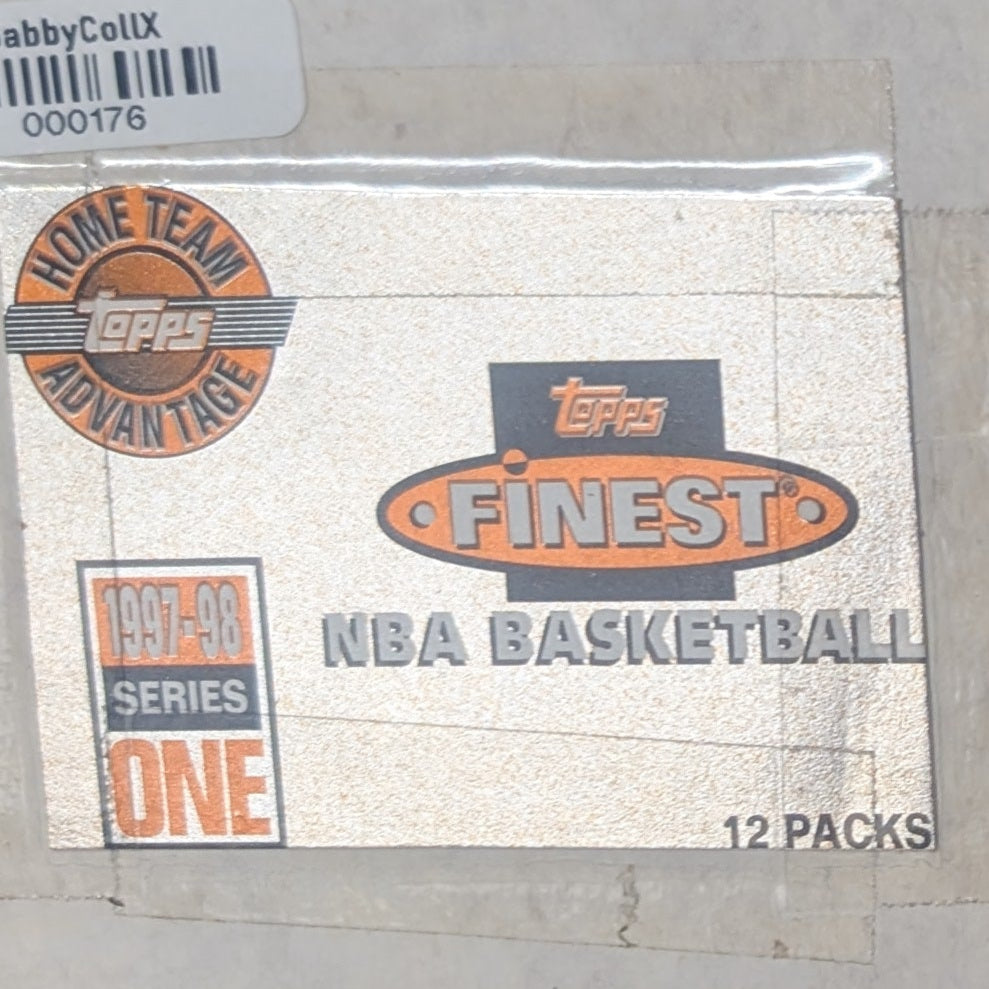 abbyCollX
000176
HOME TEAM
TOPPS
ADVANTAGE
TOPPS
FiNEST®
NBA BASKETBALL
1997-98
SERIES
ONE
12 PACKS